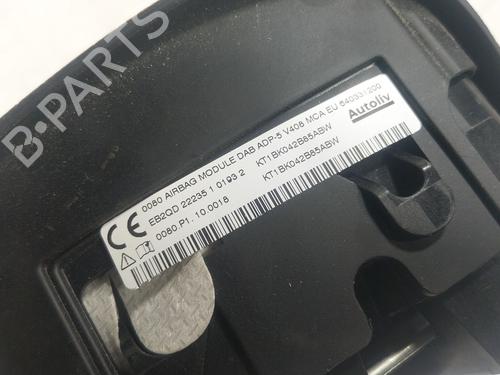 B-PARTS
0080 AIRBAG MODULE DAB ADP-5 V408 MCA EU 640331200
EB2QD 22235 1 0193 2 KT1BK042B85ABW
0080.P1. 10.0018 KT1BK042B85ABW
Autoliv
CE